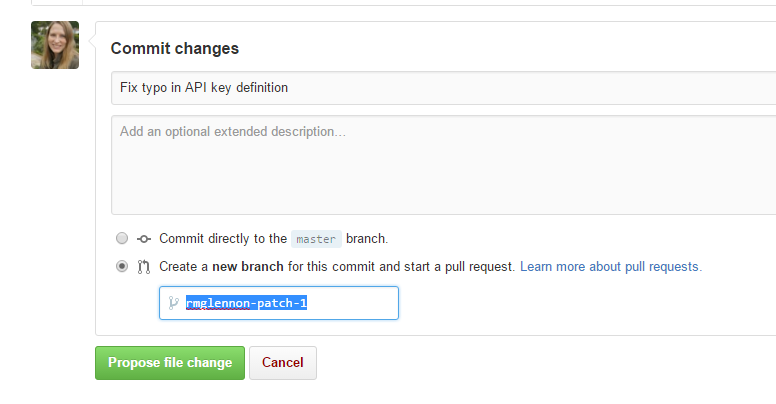 Commit changes
Fix typo in API key definition
Add an optional extended description...
Commit directly to the master branch.
Create a new branch for this commit and start a pull request. Learn more about pull requests.
rmglennon-patch-1
Propose file change Cancel